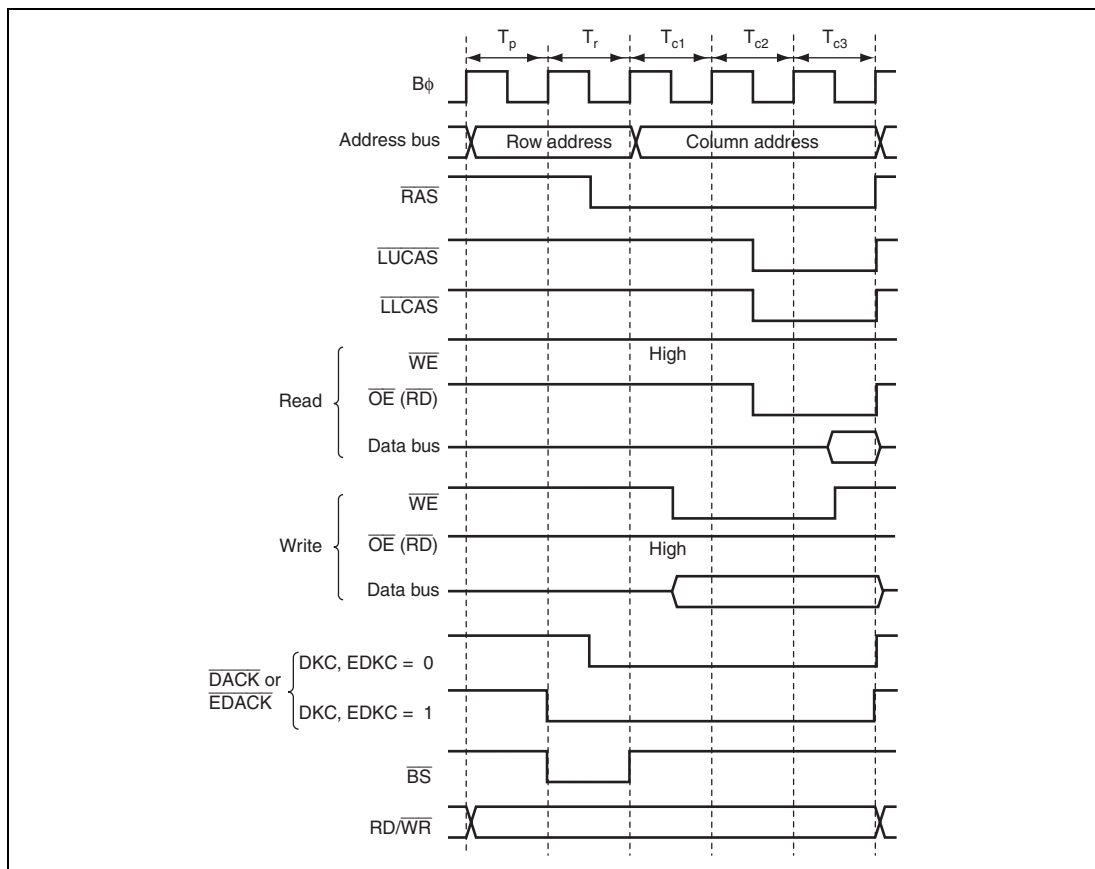 Tp Tr Tc1 Tc2 Tc3
Bφ
Address bus Row address Column address
RAS
LUCAS
LLCAS
WE High
Read OE (RD)
Data bus
WE
Write OE (RD) High
Data bus
DACK or DKC, EDKC = 0
EDACK DKC, EDKC = 1
BS
RD/WR